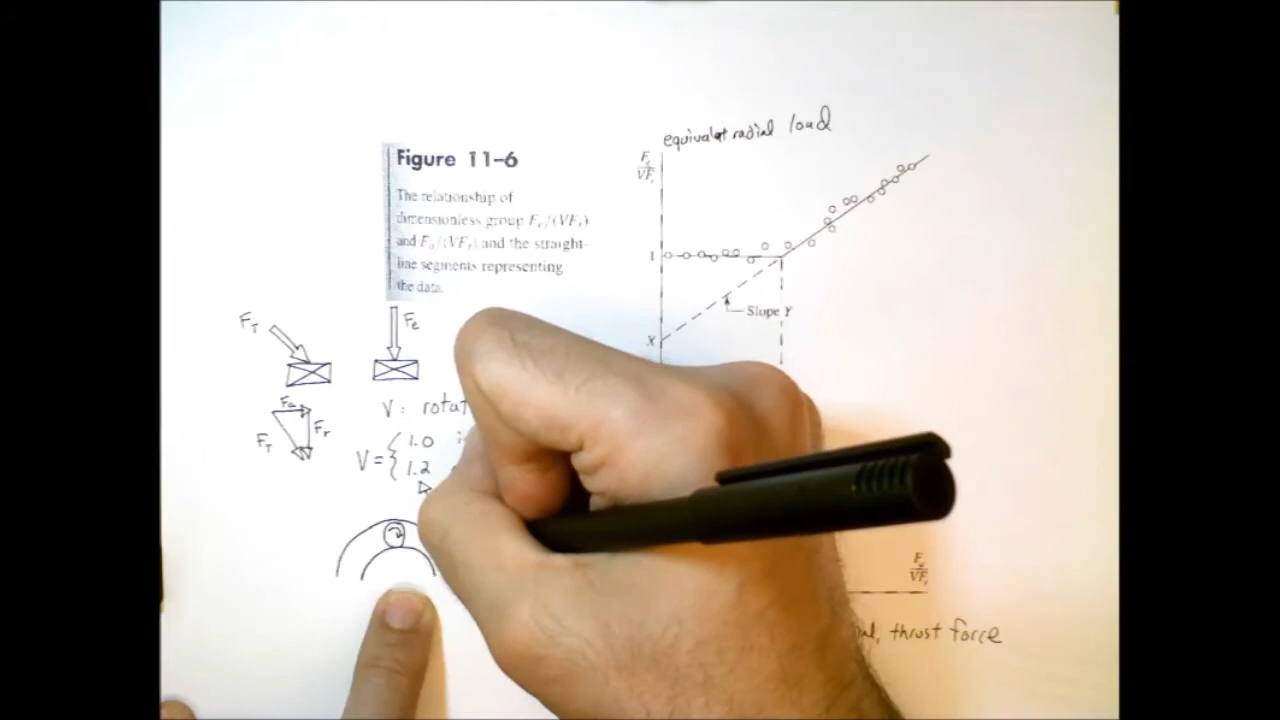 equivalent radial load
Figure 11–6
The relationship of
dimensionless group Fe/(VFr)
and Fa/(VFr) and the straight-
line segments representing
the data.
Fe
VFr
1
Slope Y
X
FT
Fe
Fa
Fr
FT
V:
V = { 1.0
1.2
Fa
VFr
thrust force